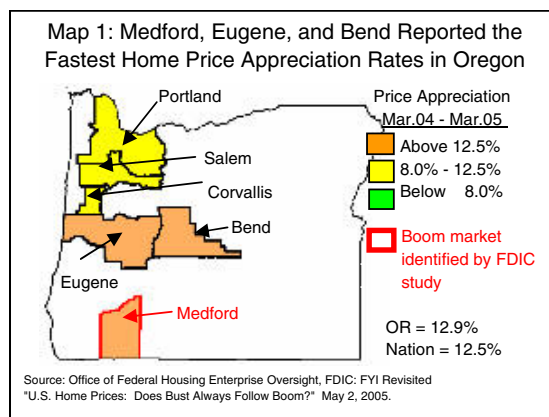 Map 1: Medford, Eugene, and Bend Reported the
Fastest Home Price Appreciation Rates in Oregon
Portland
Salem
Corvallis
Bend
Eugene
Medford
Price Appreciation
Mar.04 - Mar.05
Above 12.5%
8.0% - 12.5%
Below 8.0%
Boom market
identified by FDIC
study
OR = 12.9%
Nation = 12.5%
Source: Office of Federal Housing Enterprise Oversight, FDIC: FYI Revisited
"U.S. Home Prices: Does Bust Always Follow Boom?" May 2, 2005.